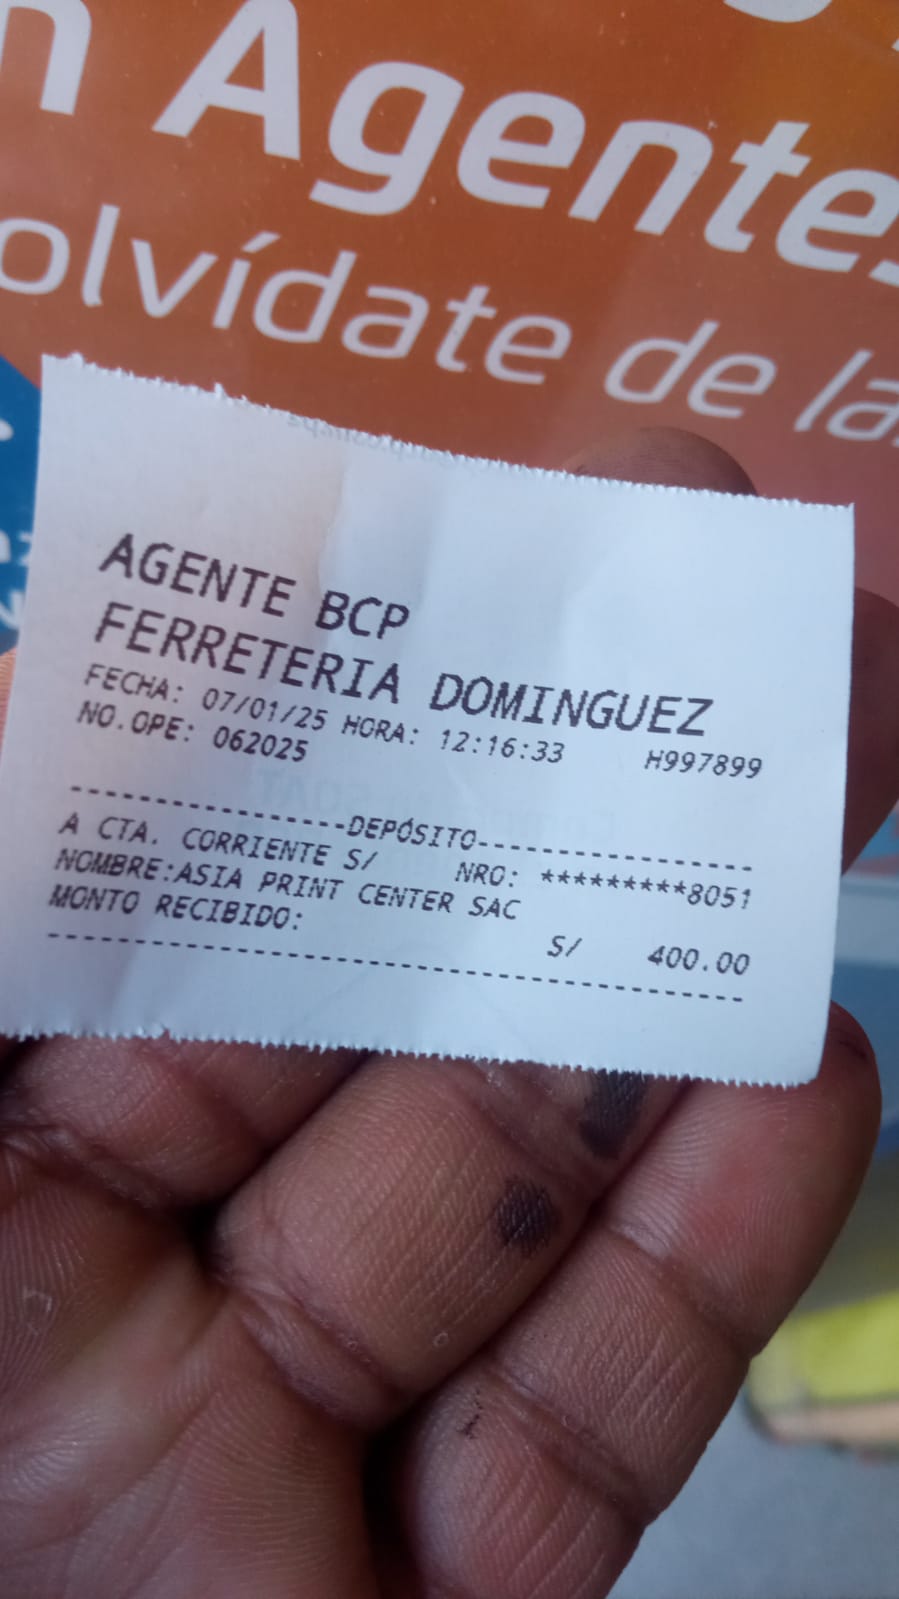 n Agentes
olvídate de la
AGENTE BCP
FERRETERIA DOMINGUEZ
FECHA: 07/01/25 HORA: 12:16:33 H997899
NO.OPE: 062025
----------------DEPÓSITO--------------------
A CTA. CORRIENTE S/ NRO: *********8051
NOMBRE:ASIA PRINT CENTER SAC
MONTO RECIBIDO:
S/ 400.00
--------------------------------------------------